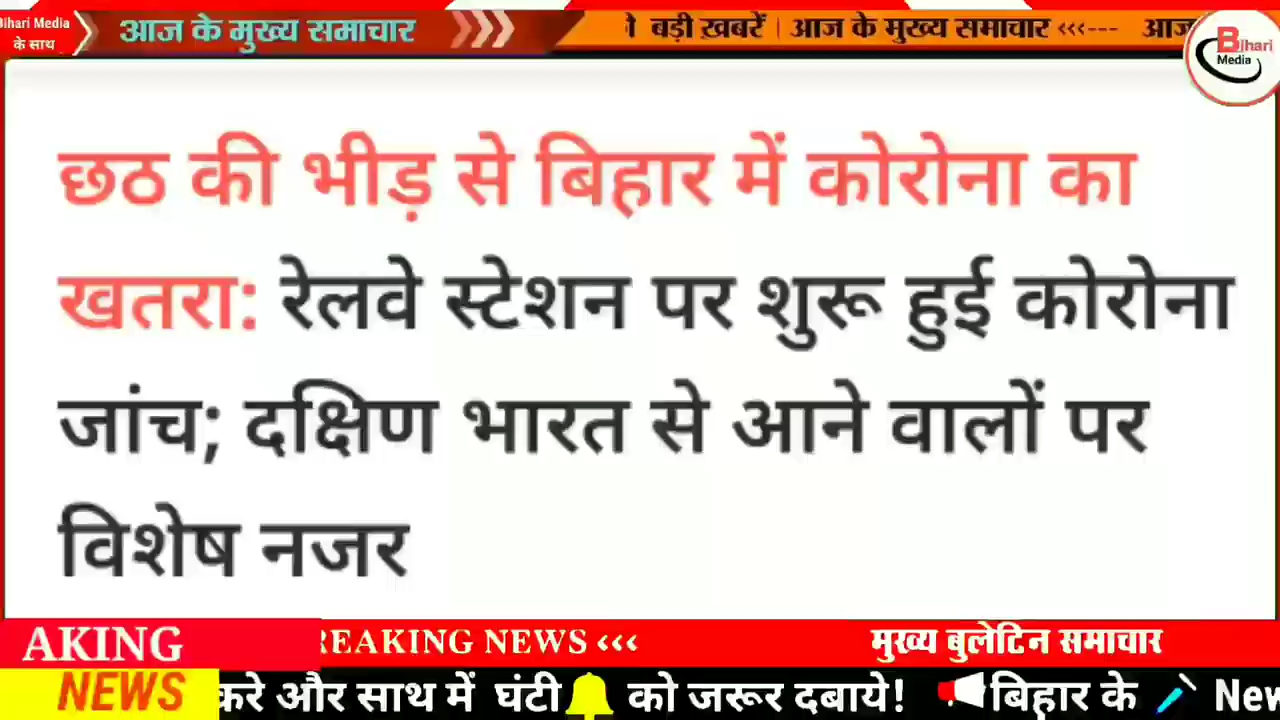 Bihari Media
के साथ
आज के मुख्य समाचार
बड़ी ख़बरें | आज के मुख्य समाचार <<<--- आज
Bihari
Media
छठ की भीड़ से बिहार में कोरोना का
खतरा: रेलवे स्टेशन पर शुरू हुई कोरोना
जांच; दक्षिण भारत से आने वालों पर
विशेष नजर
AKING
NEWS
REAKING NEWS <<<
मुख्य बुलेटिन समाचार
करे और साथ में घंटी🔔 को जरूर दबाये! 📢बिहार के New